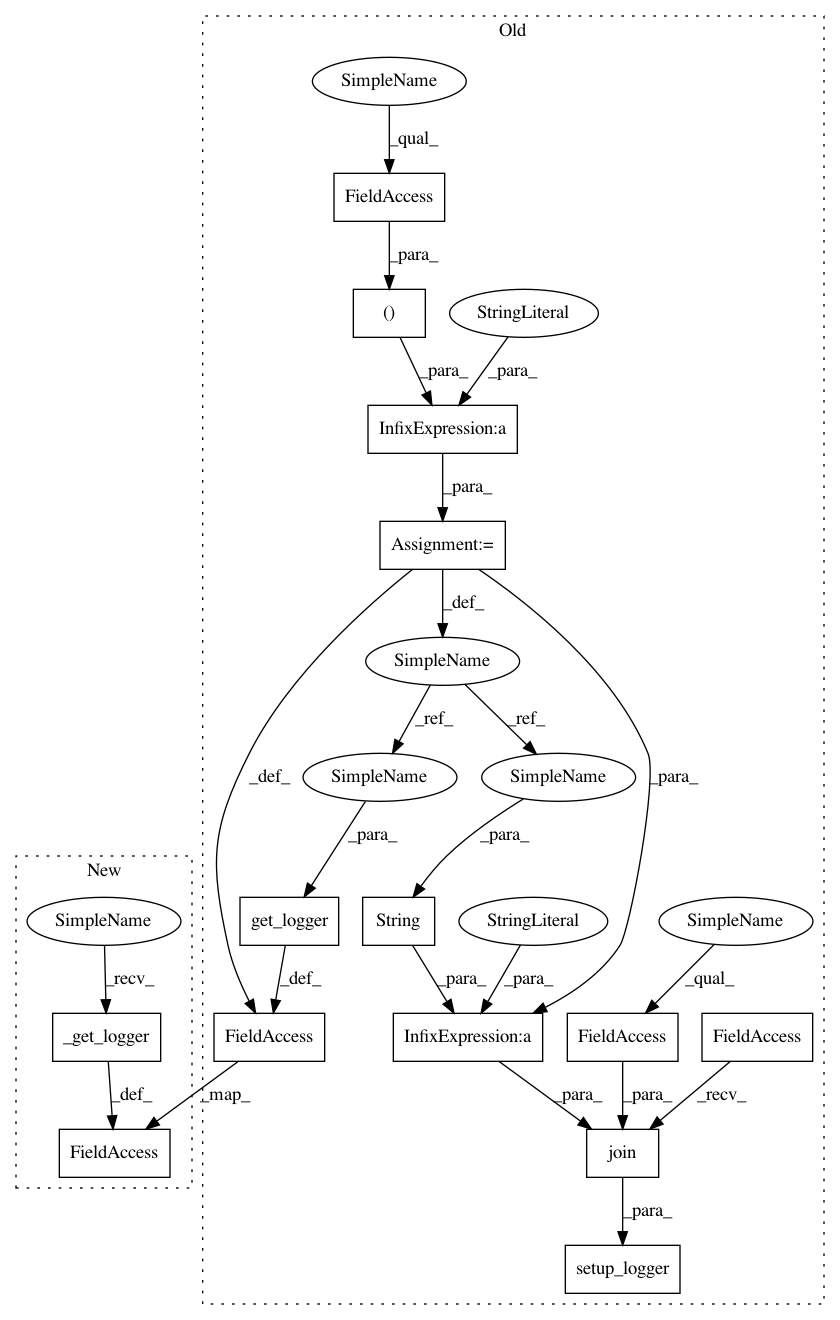 Old
SimpleName
_qual_
FieldAccess
_para_
()
StringLiteral
_para_
_para_
InfixExpression:a
_para_
Assignment:=
_def_
SimpleName
_ref_
_ref_
_def_
SimpleName
SimpleName
_para_
_para_
_para_
New
SimpleName
get_logger
String
StringLiteral
SimpleName
_recv_
_def_
_para_
_para_
_qual_
_get_logger
FieldAccess
InfixExpression:a
FieldAccess
FieldAccess
_def_
_map_
_para_
_para_
_recv_
FieldAccess
join
_para_
setup_logger